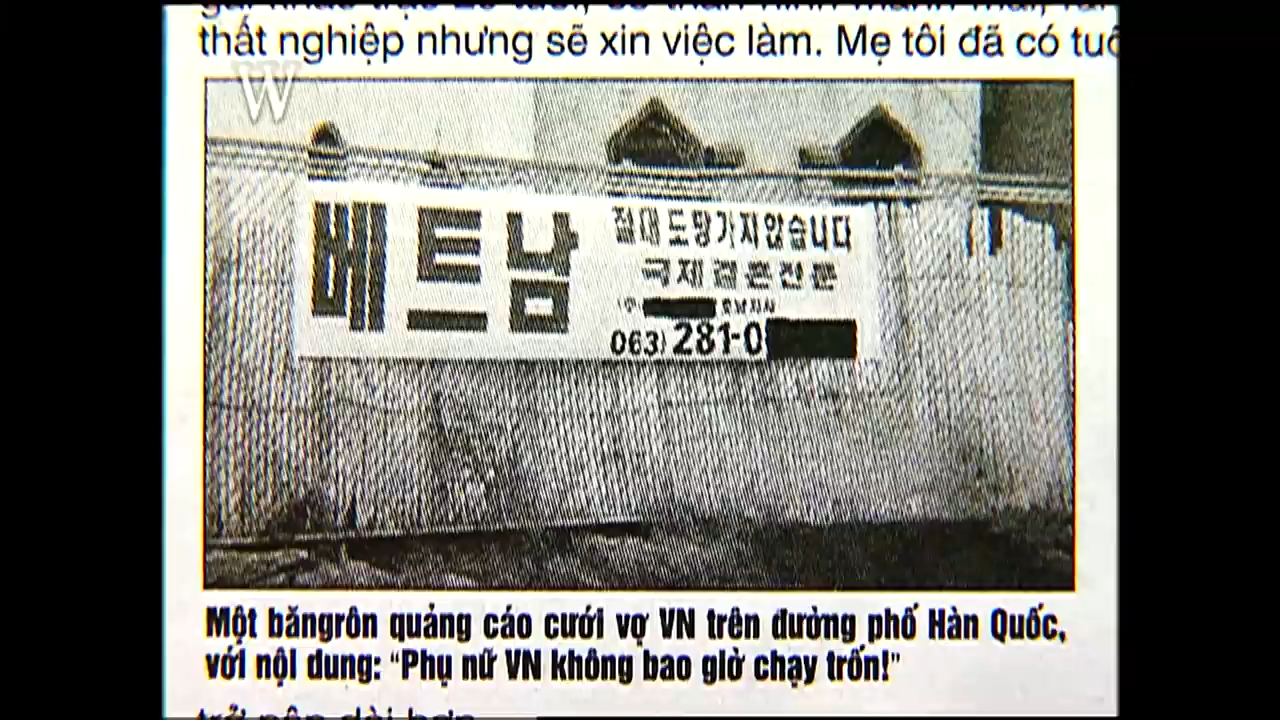 thất nghiệp nhưng sẽ xin việc làm. Mẹ tôi đã có
W
베트남
절대 도망가지 않습니다
국제결혼전문
063) 281-0
Một băngrôn quảng cáo cưới vợ VN trên đường phố Hàn Quốc,
với nội dung: “Phụ nữ VN không bao giờ chạy trốn!”